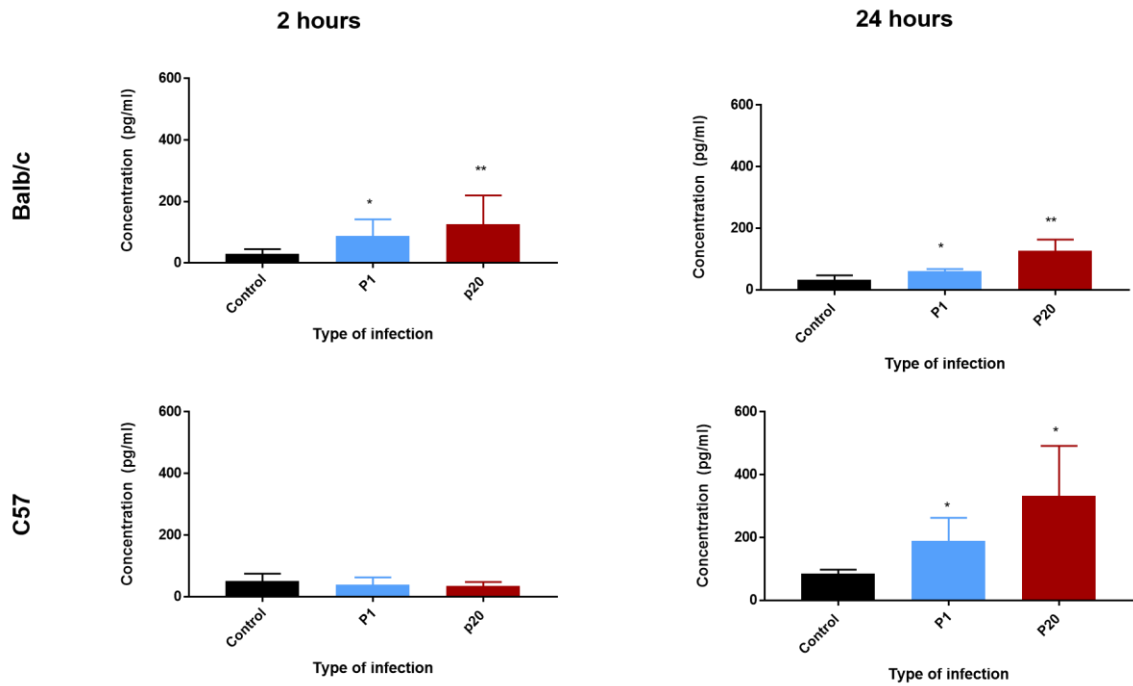 2 hours
24 hours
Balb/c
Concentration (pg/ml)
600
400
200
0
*
**
Control
P1
p20
Type of infection
Concentration (pg/ml)
600
400
200
0
*
**
Control
P1
P20
Type of infection
C57
Concentration (pg/ml)
600
400
200
0
Control
P1
p20
Type of infection
Concentration (pg/ml)
600
400
200
0
*
*
Control
P1
P20
Type of infection